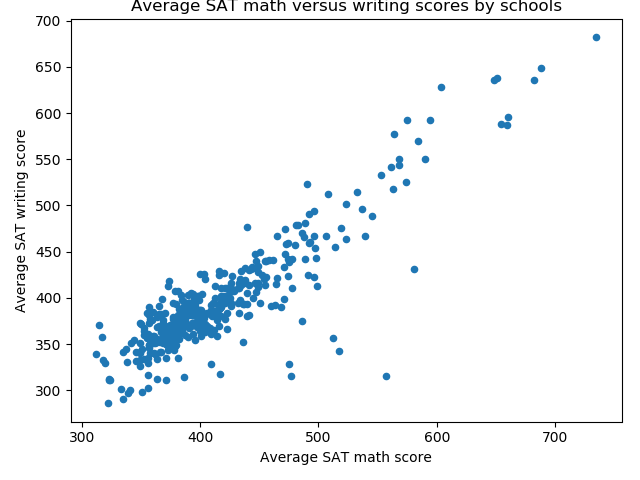 Average SAT math versus writing scores by schools
700
650
600
550
500
450
400
350
300
Average SAT writing score
300 400 500 600 700
Average SAT math score